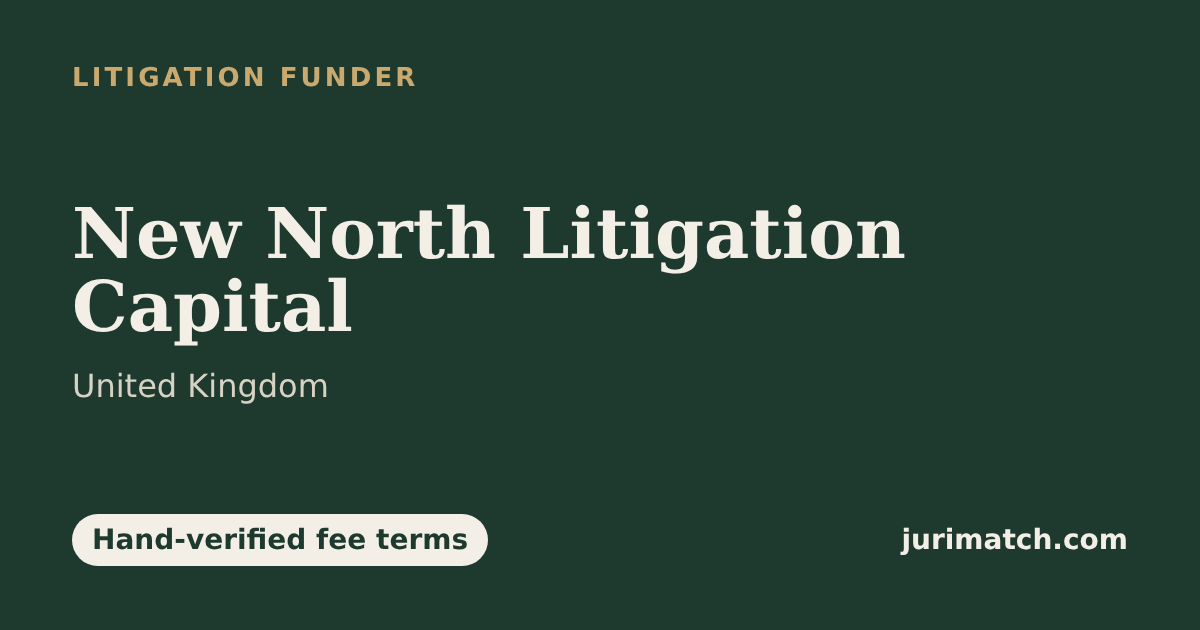 LITIGATION FUNDER
New North Litigation
Capital
United Kingdom
Hand-verified fee terms
jurimatch.com